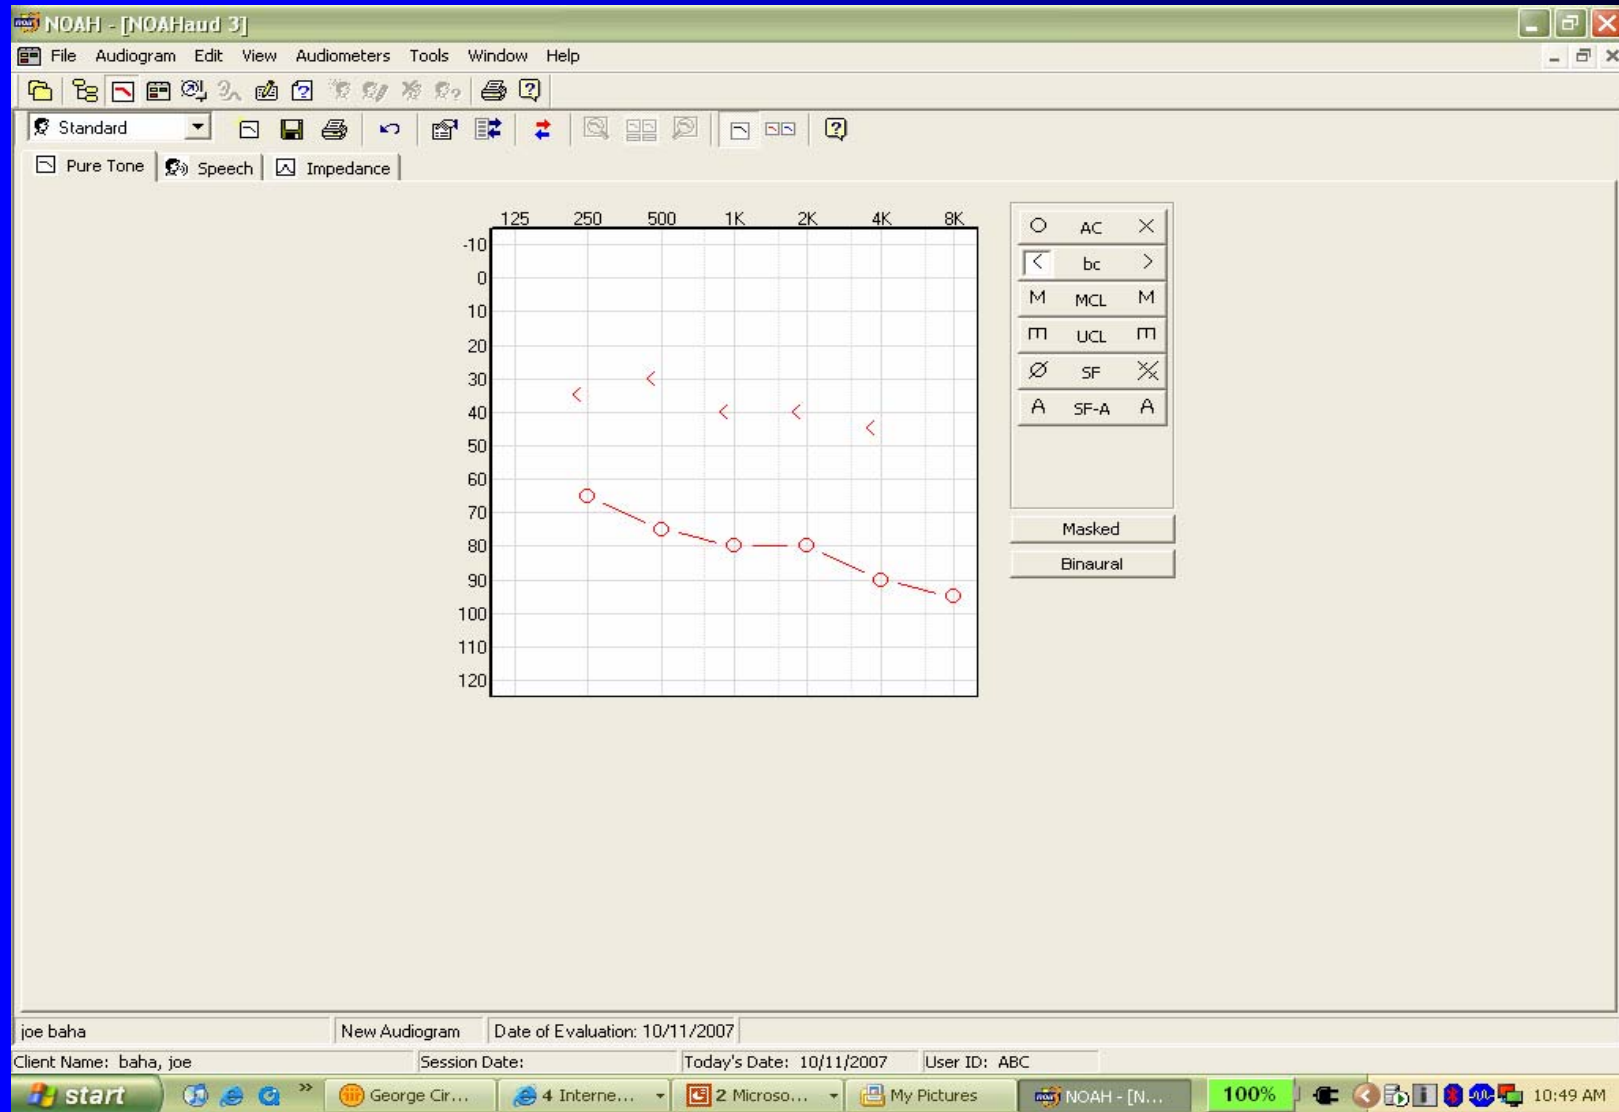 NOAH - [NOAHaud 3]
File Audiogram Edit View Audiometers Tools Window Help
Standard
Pure Tone Speech Impedance
125 250 500 1K 2K 4K 8K
-10
0
10
20
30
40
50
60
70
80
90
100
110
120
AC
bc
M MCL M
UCL
SF
A SF-A A
Masked
Binaural
joe baha New Audiogram Date of Evaluation: 10/11/2007
Client Name: baha, joe Session Date: Today's Date: 10/11/2007 User ID: ABC
start » George Cir... 4 Interne... 2 Microso... My Pictures NOAH - [N... 100% 10:49 AM